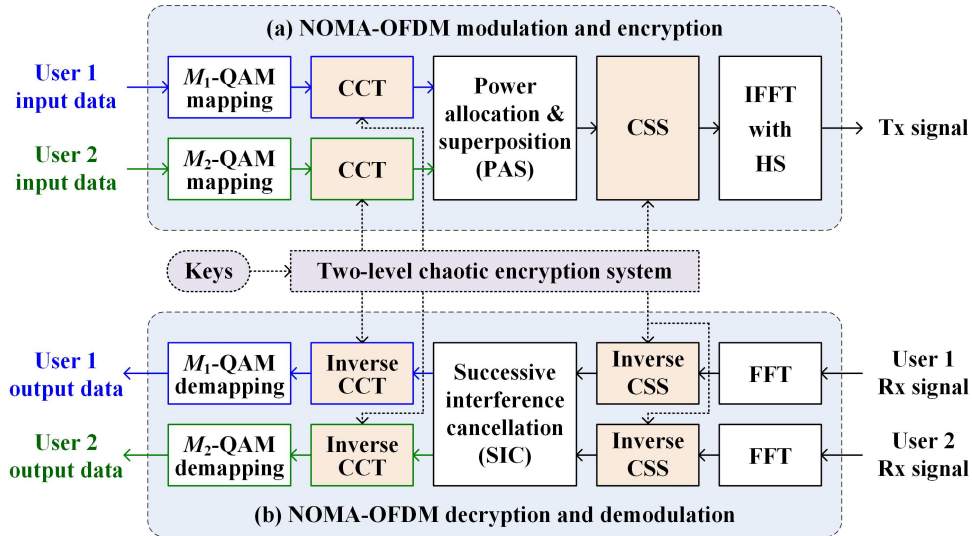 (a) NOMA-OFDM modulation and encryption
User 1
input data
M1-QAM
mapping
CCT
User 2
input data
M2-QAM
mapping
CCT
Power
allocation &
superposition
(PAS)
CSS
IFFT
with
HS
Tx signal
Keys
Two-level chaotic encryption system
User 1
output data
M1-QAM
demapping
Inverse
CCT
User 2
output data
M2-QAM
demapping
Inverse
CCT
Successive
interference
cancellation
(SIC)
Inverse
CSS
FFT
User 1
Rx signal
Inverse
CSS
FFT
User 2
Rx signal
(b) NOMA-OFDM decryption and demodulation